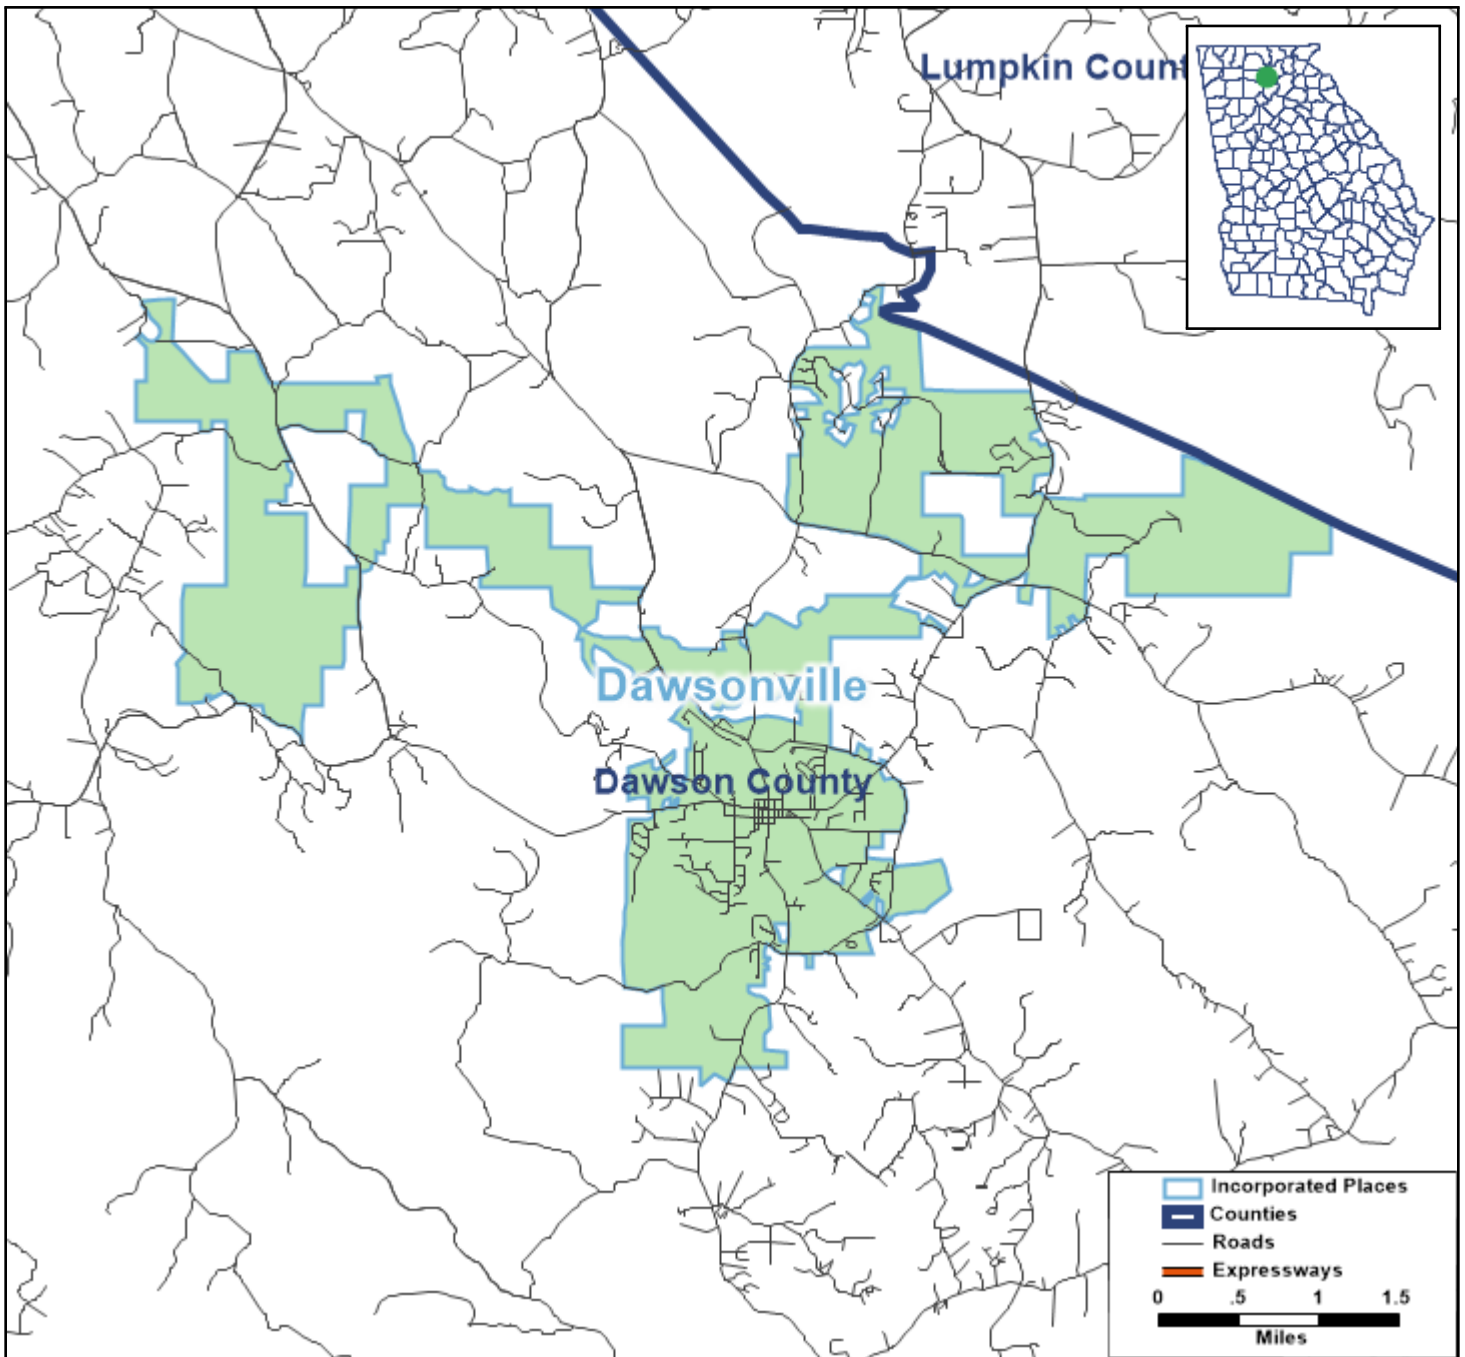 Lumpkin Count
Dawsonville
Dawson County
Incorporated Places
Counties
Roads
Expressways
0 .5 1 1.5
Miles